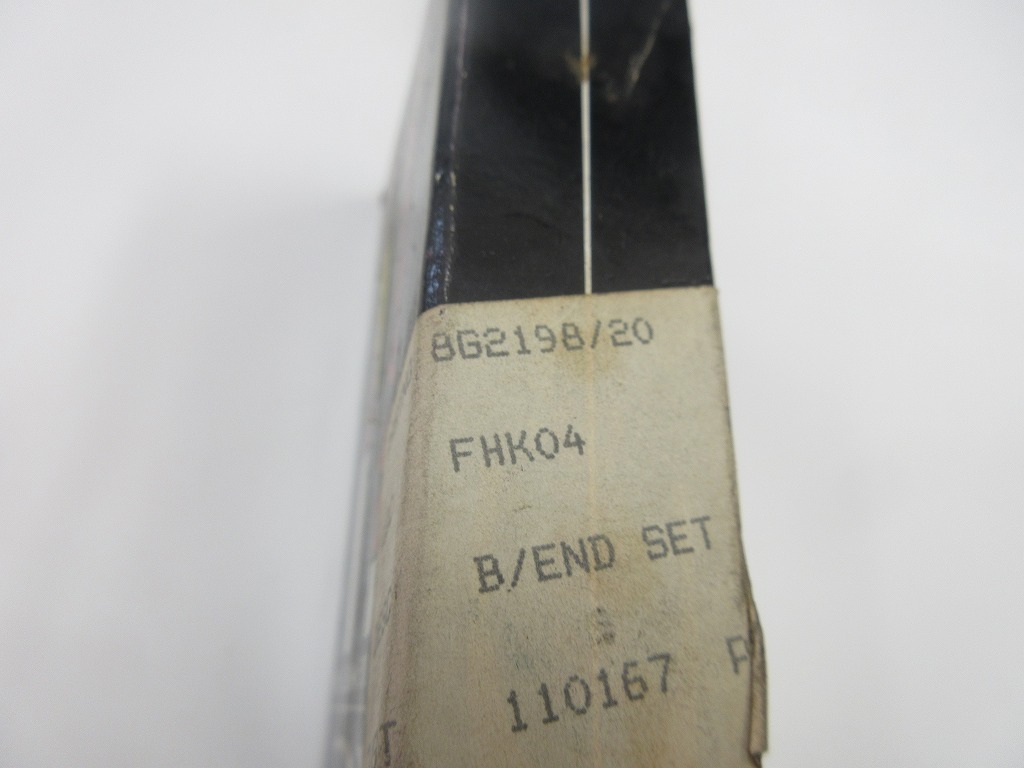 8G2198/20
FHK04
B/END SET
110167